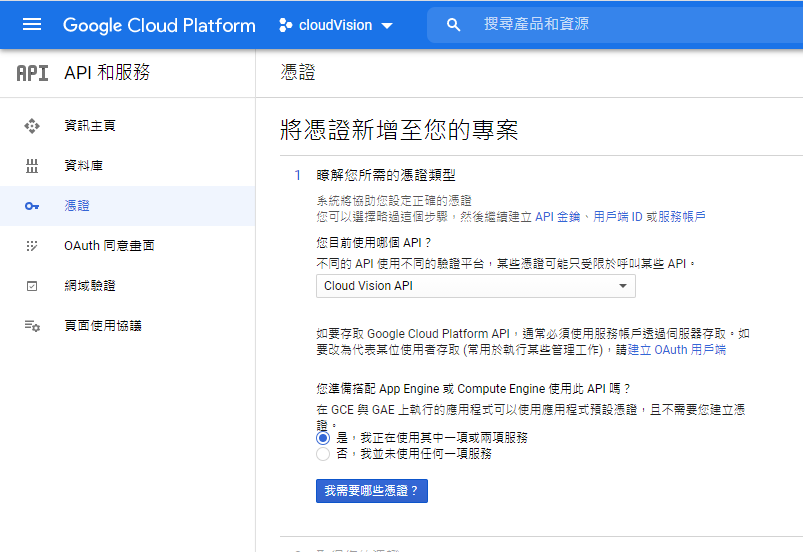 Google Cloud Platform
cloudVision
搜尋產品和資源
API
API 和服務
憑證
資訊主頁
資料庫
憑證
OAuth 同意畫面
網域驗證
頁面使用協議
將憑證新增至您的專案
1 瞭解您所需的憑證類型
系統將協助您設定正確的憑證
您可以選擇略過這個步驟，然後繼續建立 API 金鑰、用戶端 ID 或服務帳戶
您目前使用哪個 API？
不同的 API 使用不同的驗證平台，某些憑證可能只受限於呼叫某些 API。
Cloud Vision API
如要存取 Google Cloud Platform API，通常必須使用服務帳戶透過伺服器存取。如
要改為代表某位使用者存取 (常用於執行某些管理工作)，請建立 OAuth 用戶端
您準備搭配 App Engine 或 Compute Engine 使用此 API 嗎？
在 GCE 與 GAE 上執行的應用程式可以使用應用程式預設憑證，且不需要您建立憑
證。
是，我正在使用其中一項或兩項服務
否，我並未使用任何一項服務
我需要哪些憑證？